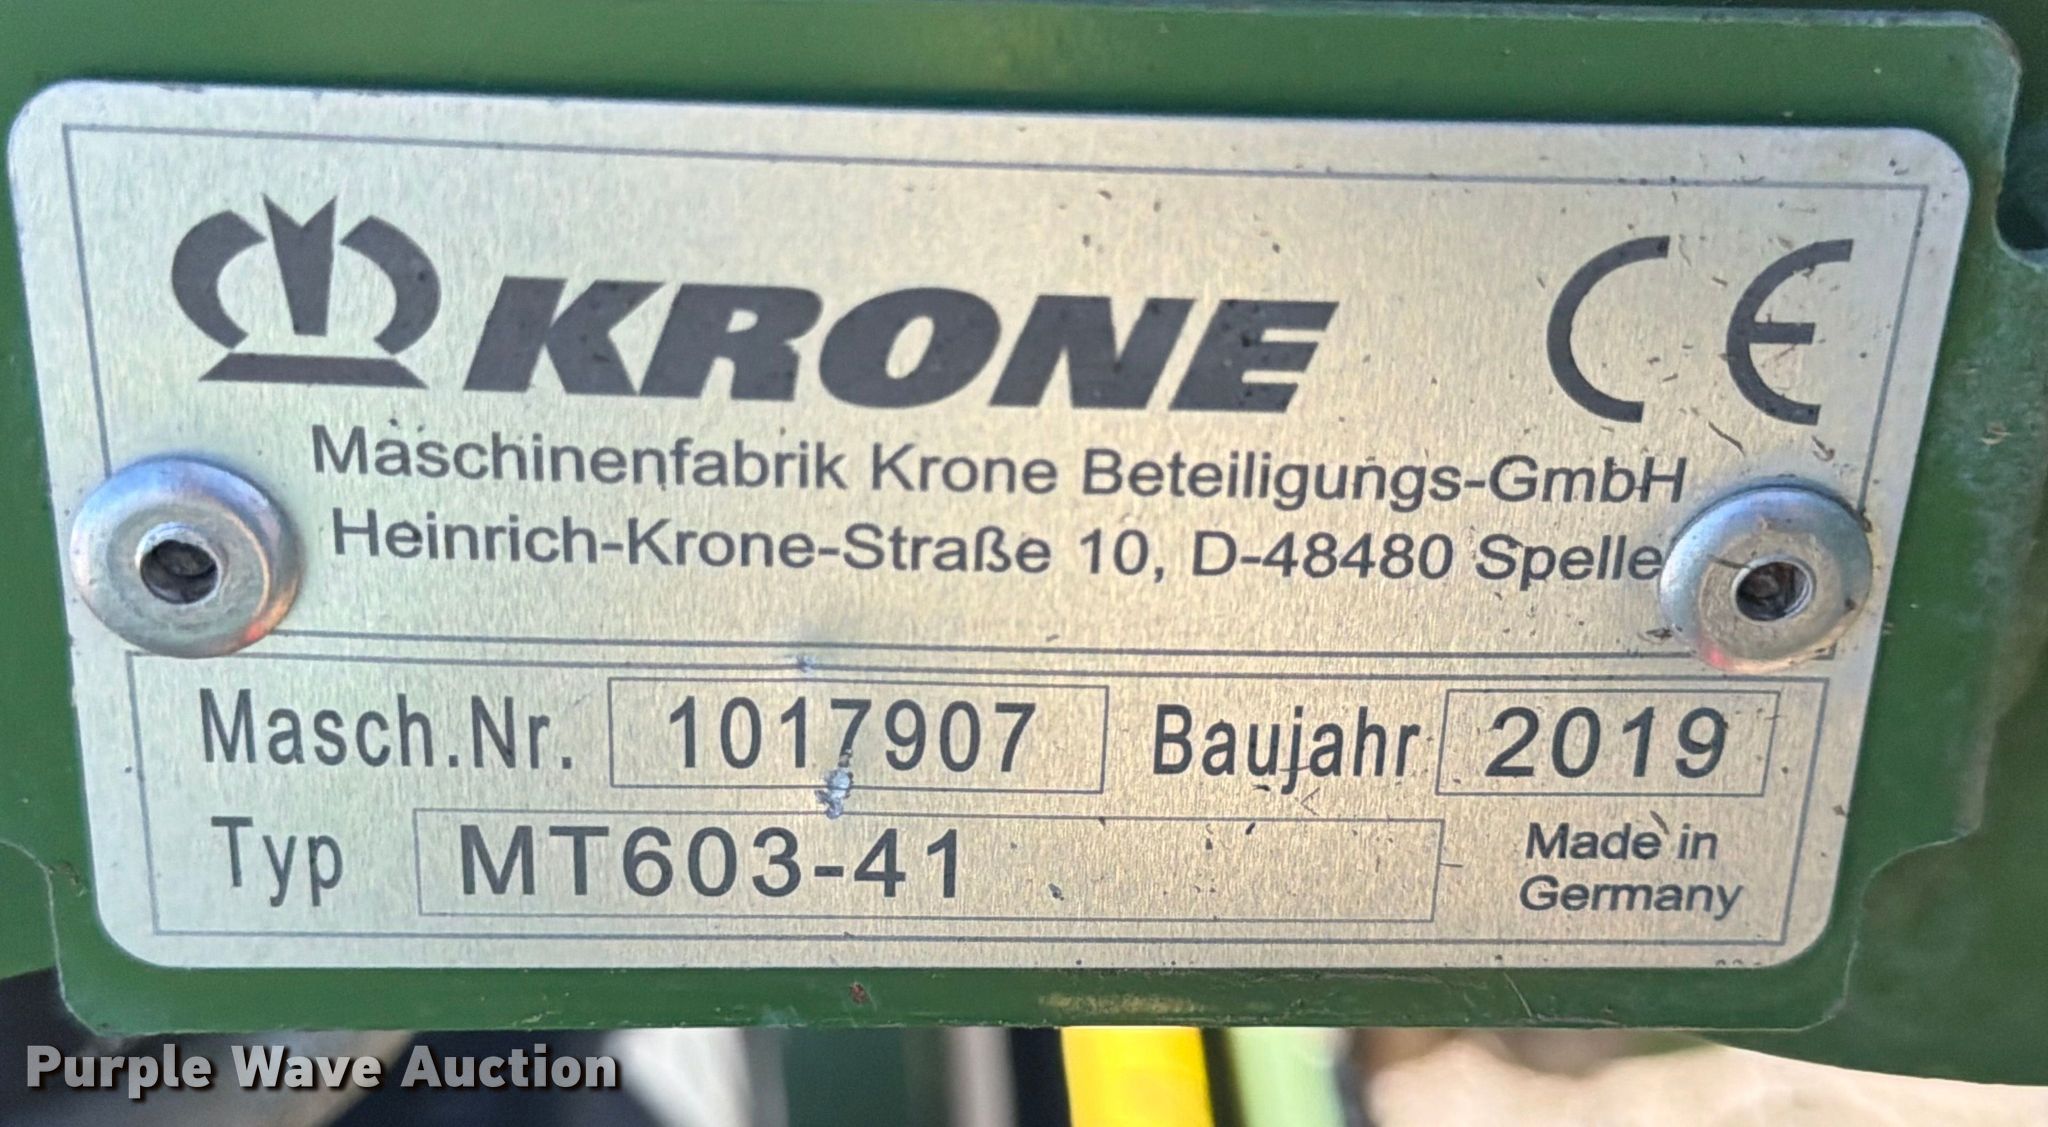 KRONE CE
Maschinenfabrik Krone Beteiligungs-GmbH
Heinrich-Krone-Straße 10, D-48480 Spelle
Masch.Nr. 1017907 Baujahr 2019
Typ MT603-41 Made in
Germany
Purple Wave Auction